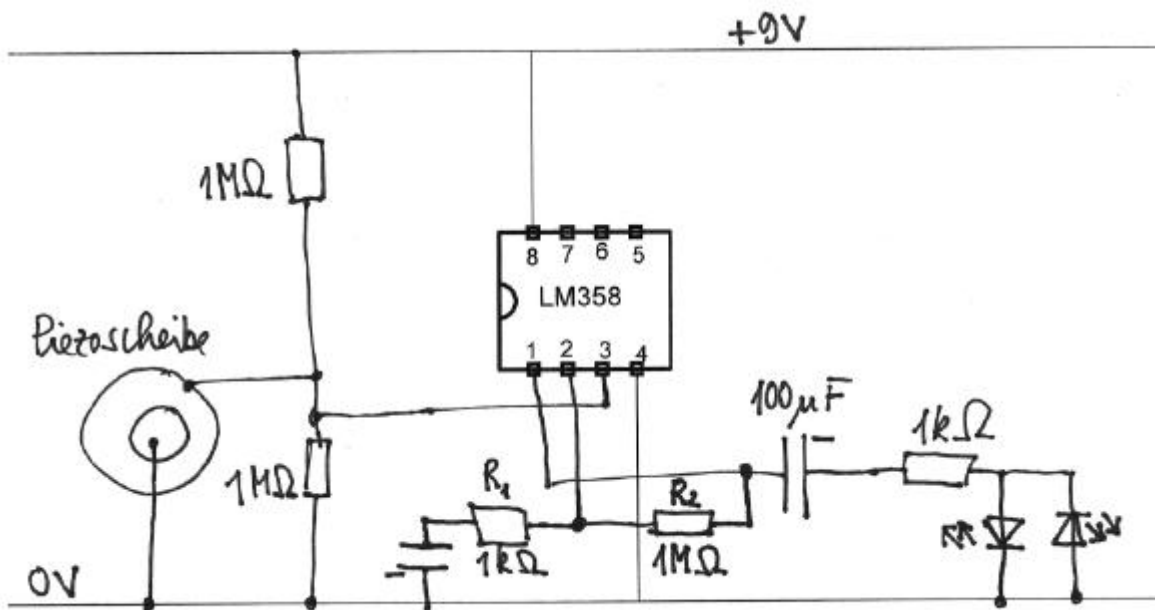 +9V
1MΩ
8 7 6 5
LM358
1 2 3 4
Piezoscheibe
100µF
-
1kΩ
1MΩ
R1
R2
1kΩ
1MΩ
-
0V